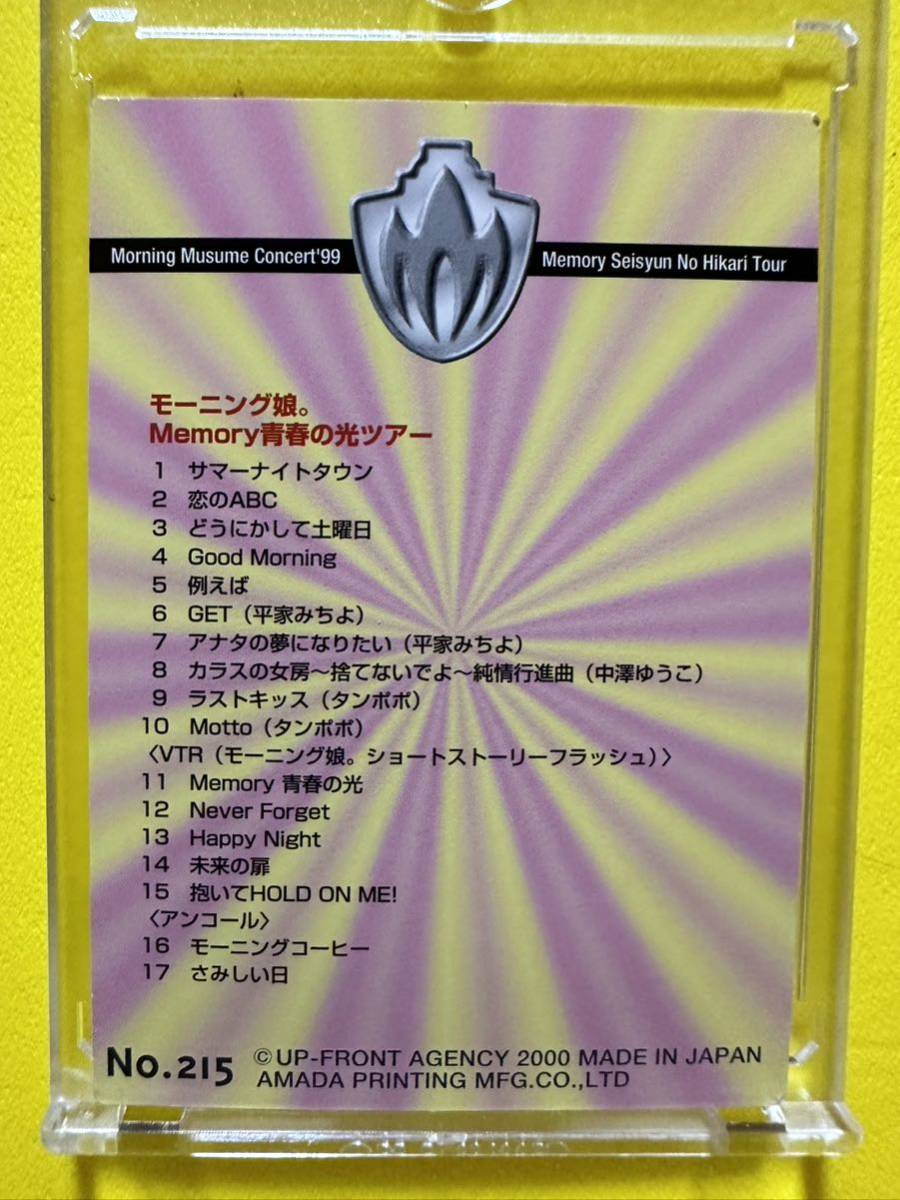 Morning Musume Concert'99
Memory Seisyun No Hikari Tour
モーニング娘。
Memory青春の光ツアー
1 サマーナイトタウン
2 恋のABC
3 どうにかして土曜日
4 Good Morning
5 例えば
6 GET（平家みちよ）
7 アナタの夢になりたい（平家みちよ）
8 カラスの女房〜捨てないでよ〜純情行進曲（中澤ゆうこ）
9 ラストキッス（タンポポ）
10 Motto（タンポポ）
〈VTR（モーニング娘。ショートストーリーフラッシュ）〉
11 Memory 青春の光
12 Never Forget
13 Happy Night
14 未来の扉
15 抱いてHOLD ON ME!
〈アンコール〉
16 モーニングコーヒー
17 さみしい日
No.215
©UP-FRONT AGENCY 2000 MADE IN JAPAN
AMADA PRINTING MFG.CO.,LTD